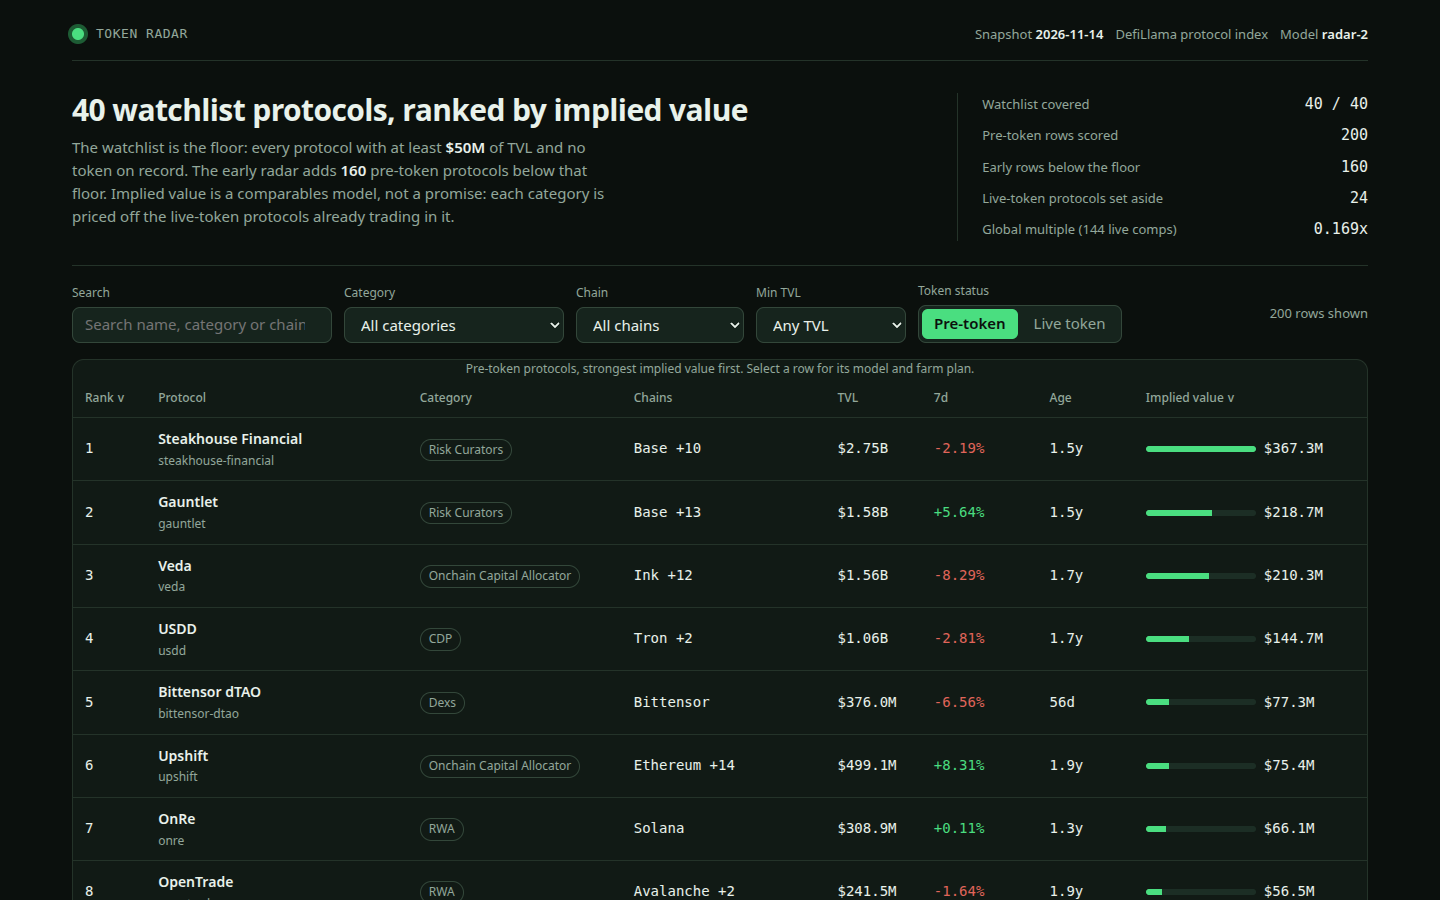 TOKEN RADAR
Snapshot 2026-11-14 DefiLlama protocol index Model radar-2
40 watchlist protocols, ranked by implied value
The watchlist is the floor: every protocol with at least $50M of TVL and no
token on record. The early radar adds 160 pre-token protocols below that
floor. Implied value is a comparables model, not a promise: each category is
priced off the live-token protocols already trading in it.
Watchlist covered 40 / 40
Pre-token rows scored 200
Early rows below the floor 160
Live-token protocols set aside 24
Global multiple (144 live comps) 0.169x
Search Category Chain Min TVL Token status
Search name, category or chain All categories All chains Any TVL Pre-token Live token 200 rows shown
Pre-token protocols, strongest implied value first. Select a row for its model and farm plan.
Rank v Protocol Category Chains TVL 7d Age Implied value v
1 Steakhouse Financial Risk Curators Base +10 $2.75B -2.19% 1.5y $367.3M
steakhouse-financial
2 Gauntlet Risk Curators Base +13 $1.58B +5.64% 1.5y $218.7M
gauntlet
3 Veda Onchain Capital Allocator Ink +12 $1.56B -8.29% 1.7y $210.3M
veda
4 USDD CDP Tron +2 $1.06B -2.81% 1.7y $144.7M
usdd
5 Bittensor dTAO Dexs Bittensor $376.0M -6.56% 56d $77.3M
bittensor-dtao
6 Upshift Onchain Capital Allocator Ethereum +14 $499.1M +8.31% 1.9y $75.4M
upshift
7 OnRe RWA Solana $308.9M +0.11% 1.3y $66.1M
onre
8 OpenTrade RWA Avalanche +2 $241.5M -1.64% 1.9y $56.5M